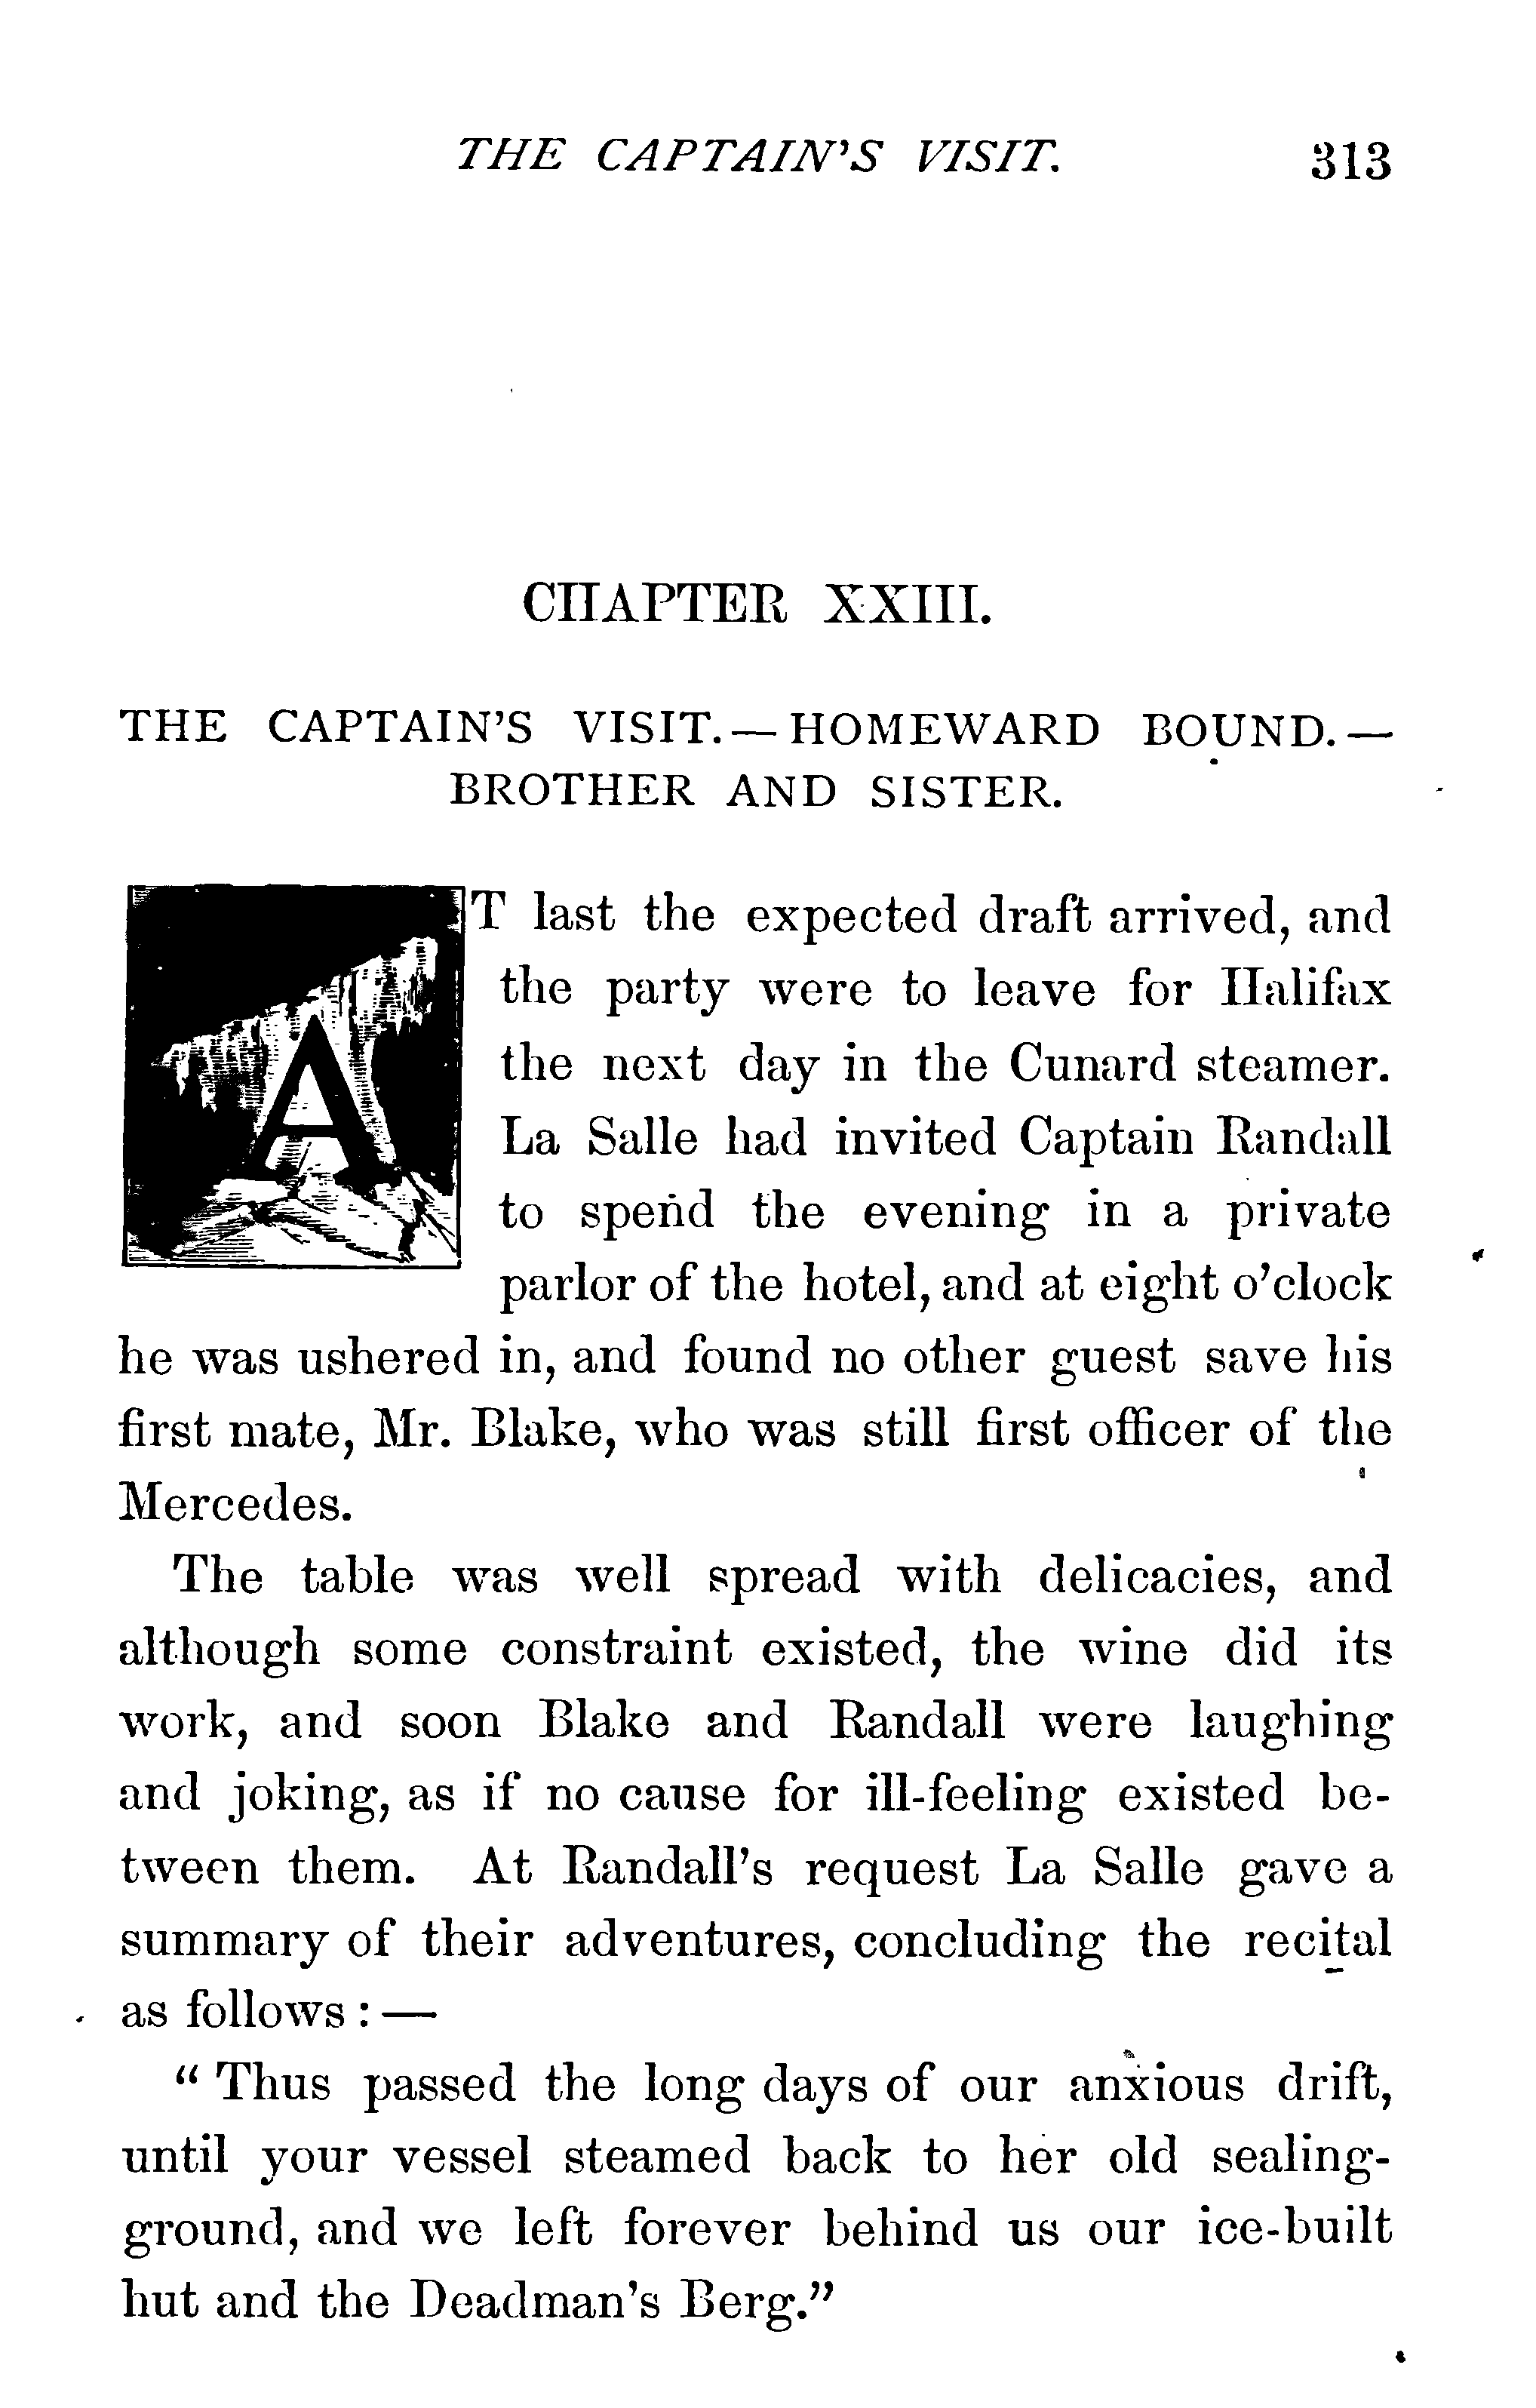 THE CAPTAIN'S VISIT. 313
CHAPTER XXIII.
THE CAPTAIN'S VISIT. — HOMEWARD BOUND. —
BROTHER AND SISTER.
AT last the expected draft arrived, and
the party were to leave for Halifax
the next day in the Cunard steamer.
La Salle had invited Captain Randall
to spend the evening in a private
parlor of the hotel, and at eight o'clock
he was ushered in, and found no other guest save his
first mate, Mr. Blake, who was still first officer of the
Mercedes.
The table was well spread with delicacies, and
although some constraint existed, the wine did its
work, and soon Blake and Randall were laughing
and joking, as if no cause for ill-feeling existed be-
tween them. At Randall's request La Salle gave a
summary of their adventures, concluding the recital
as follows: —
"Thus passed the long days of our anxious drift,
until your vessel steamed back to her old sealing-
ground, and we left forever behind us our ice-built
hut and the Deadman's Berg."